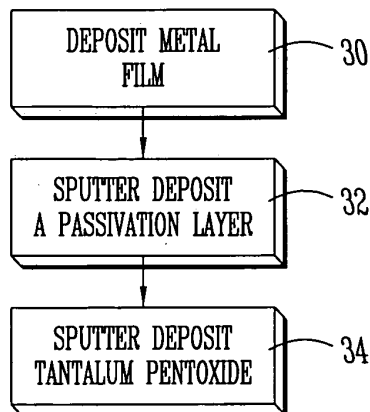 DEPOSIT METAL
FILM
30
SPUTTER DEPOSIT
A PASSIVATION LAYER
32
SPUTTER DEPOSIT
TANTALUM PENTOXIDE
34